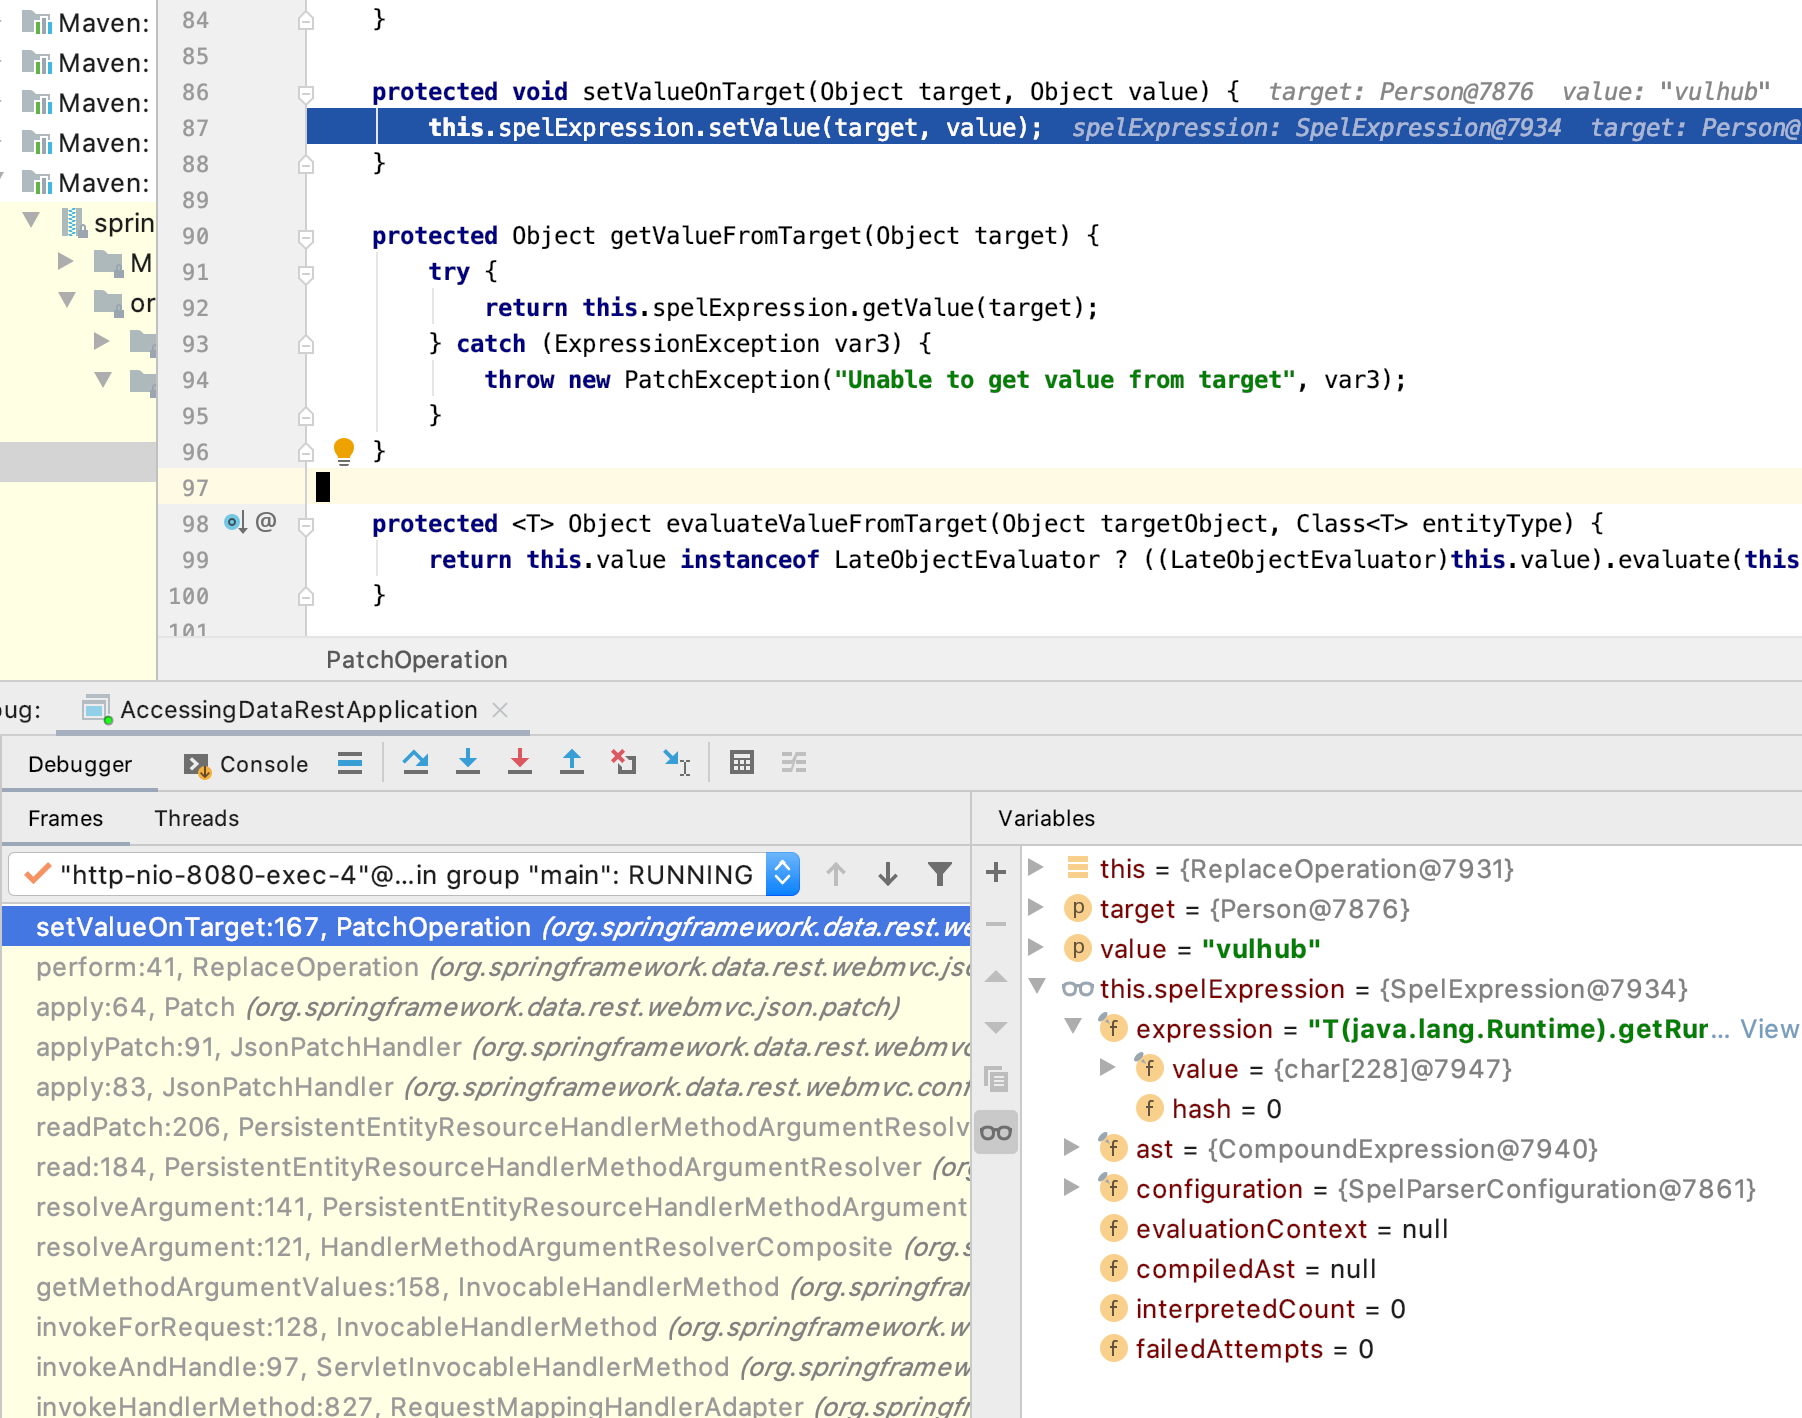 Maven:
Maven:
Maven:
Maven:
Maven:
sprin
M
or
84 }
85
86 protected void setValueOnTarget(Object target, Object value) { target: Person@7876 value: "vulhub"
87 this.spelExpression.setValue(target, value); spelExpression: SpelExpression@7934 target: Person@
88 }
89
90 protected Object getValueFromTarget(Object target) {
91 try {
92 return this.spelExpression.getValue(target);
93 } catch (ExpressionException var3) {
94 throw new PatchException("Unable to get value from target", var3);
95 }
96 }
97
98 @ protected <T> Object evaluateValueFromTarget(Object targetObject, Class<T> entityType) {
99 return this.value instanceof LateObjectEvaluator ? ((LateObjectEvaluator)this.value).evaluate(this
100 }
101
PatchOperation
ug: AccessingDataRestApplication
Debugger Console
Frames Threads
"http-nio-8080-exec-4"@...in group "main": RUNNING
setValueOnTarget:167, PatchOperation (org.springframework.data.rest.we
perform:41, ReplaceOperation (org.springframework.data.rest.webmvc.jso
apply:64, Patch (org.springframework.data.rest.webmvc.json.patch)
applyPatch:91, JsonPatchHandler (org.springframework.data.rest.webmvc
apply:83, JsonPatchHandler (org.springframework.data.rest.webmvc.conf
readPatch:206, PersistentEntityResourceHandlerMethodArgumentResolv
read:184, PersistentEntityResourceHandlerMethodArgumentResolver (org
resolveArgument:141, PersistentEntityResourceHandlerMethodArgument
resolveArgument:121, HandlerMethodArgumentResolverComposite (org.s
getMethodArgumentValues:158, InvocableHandlerMethod (org.springfram
invokeForRequest:128, InvocableHandlerMethod (org.springframework.w
invokeAndHandle:97, ServletInvocableHandlerMethod (org.springframew
invokeHandlerMethod:827, RequestMappingHandlerAdapter (org.springfr
Variables
this = {ReplaceOperation@7931}
p target = {Person@7876}
p value = "vulhub"
this.spelExpression = {SpelExpression@7934}
f expression = "T(java.lang.Runtime).getRur... View
f value = {char[228]@7947}
f hash = 0
f ast = {CompoundExpression@7940}
f configuration = {SpelParserConfiguration@7861}
f evaluationContext = null
f compiledAst = null
f interpretedCount = 0
f failedAttempts = 0